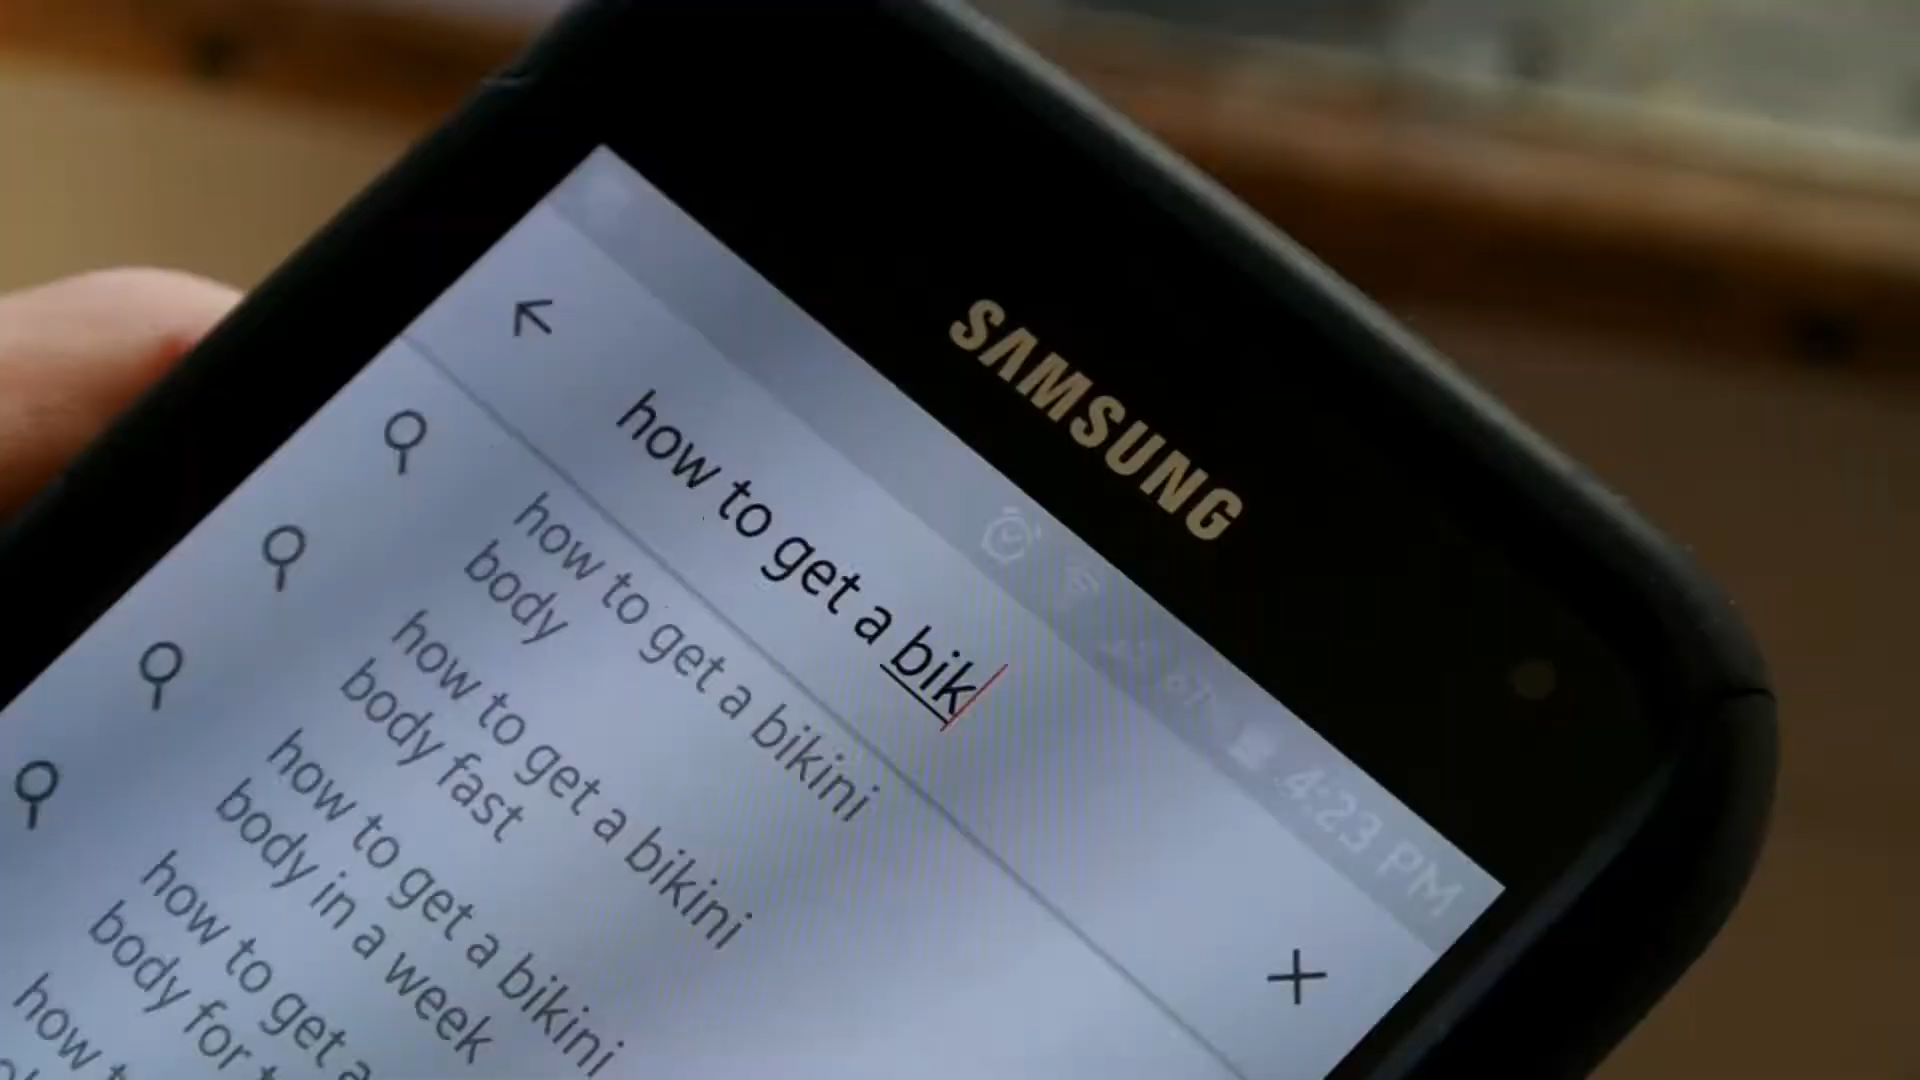 SAMSUNG
4:23 PM
how to get a bik
how to get a bikini
body
how to get a bikini
body fast
how to get a bikini
body in a week
how to get a
body for
how